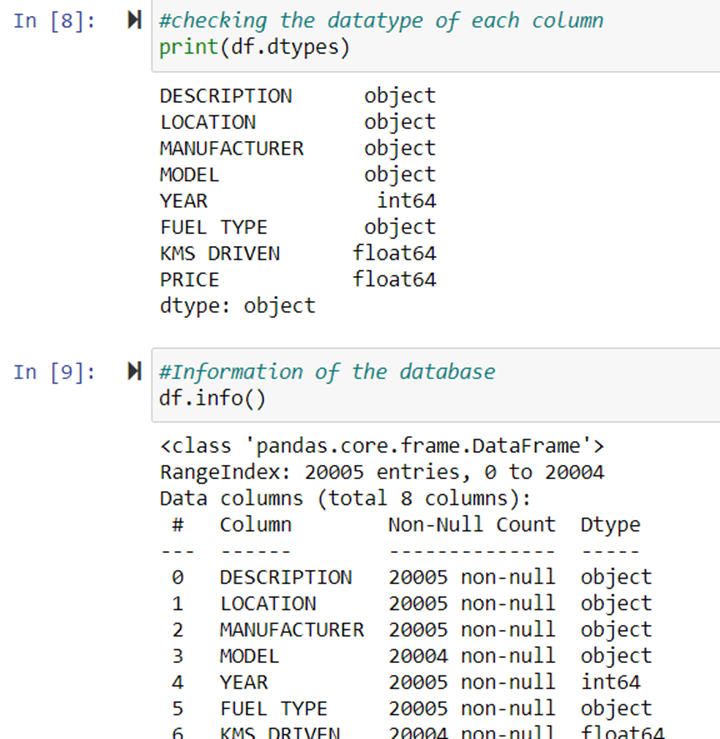 In [8]: #checking the datatype of each column
print(df.dtypes)
DESCRIPTION object
LOCATION object
MANUFACTURER object
MODEL object
YEAR int64
FUEL TYPE object
KMS DRIVEN float64
PRICE float64
dtype: object
In [9]: #Information of the database
df.info()
<class 'pandas.core.frame.DataFrame'>
RangeIndex: 20005 entries, 0 to 20004
Data columns (total 8 columns):
# Column Non-Null Count Dtype
--- ------ -------------- -----
0 DESCRIPTION 20005 non-null object
1 LOCATION 20005 non-null object
2 MANUFACTURER 20005 non-null object
3 MODEL 20004 non-null object
4 YEAR 20005 non-null int64
5 FUEL TYPE 20005 non-null object
6 KMS DRIVEN 20004 non-null float64